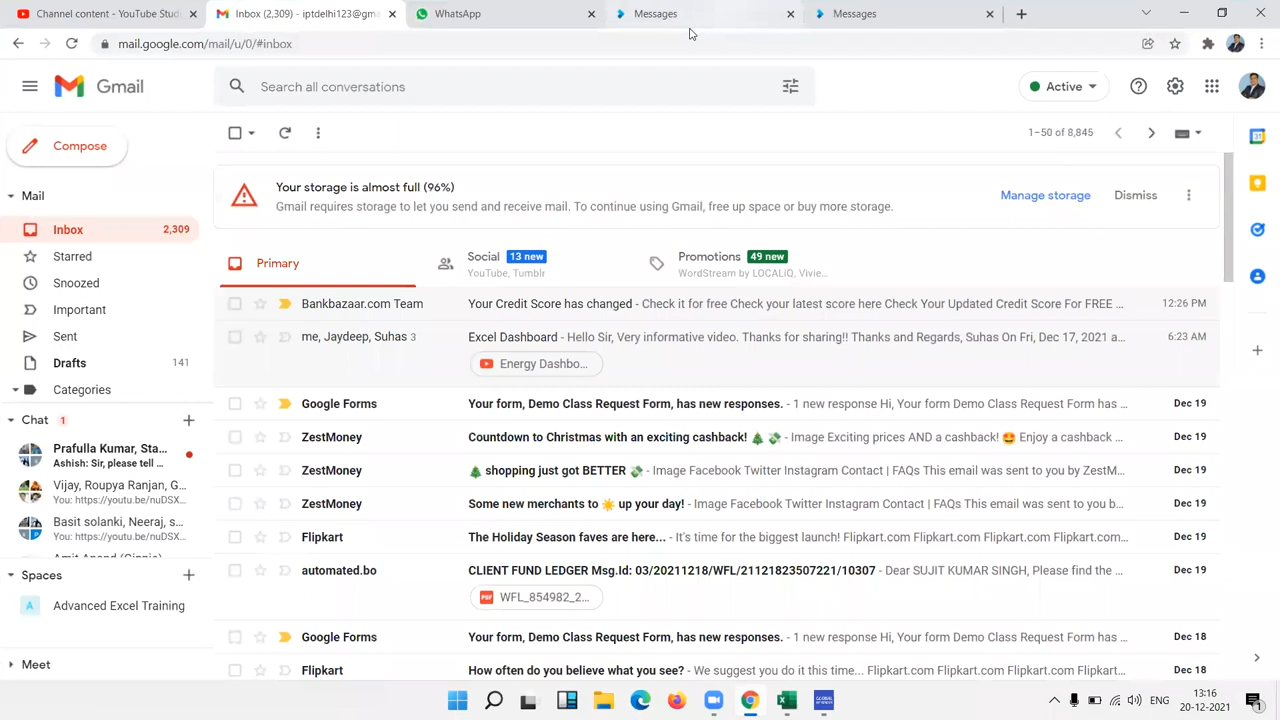 Channel content - YouTube Studi
Inbox (2,309) - iptdelhi123@gm
WhatsApp
Messages
Messages
mail.google.com/mail/u/0/#inbox
Gmail
Search all conversations
Active
Compose
1–50 of 8,845
Mail
Inbox 2,309
Starred
Snoozed
Important
Sent
Drafts 141
Categories
Chat 1
Prafulla Kumar, Sta...
Ashish: Sir, please tell ...
Vijay, Roupya Ranjan, G...
You: https://youtu.be/nuDSX...
Basit solanki, Neeraj, s...
You: https://youtu.be/nuDSX...
Spaces
Advanced Excel Training
Meet
Your storage is almost full (96%)
Gmail requires storage to let you send and receive mail. To continue using Gmail, free up space or buy more storage.
Manage storage
Dismiss
Primary
Social 13 new
YouTube, Tumblr
Promotions 49 new
WordStream by LOCALiQ, Vivie...
Bankbazaar.com Team Your Credit Score has changed - Check it for free Check your latest score here Check Your Updated Credit Score For FREE ... 12:26 PM
me, Jaydeep, Suhas 3 Excel Dashboard - Hello Sir, Very informative video. Thanks for sharing!! Thanks and Regards, Suhas On Fri, Dec 17, 2021 a... 6:23 AM
Energy Dashbo...
Google Forms Your form, Demo Class Request Form, has new responses. - 1 new response Hi, Your form Demo Class Request Form has ... Dec 19
ZestMoney Countdown to Christmas with an exciting cashback! 🎄💸 - Image Exciting prices AND a cashback! 🤩 Enjoy a cashback ... Dec 19
ZestMoney 🎄 shopping just got BETTER 💸 - Image Facebook Twitter Instagram Contact | FAQs This email was sent to you by ZestM... Dec 19
ZestMoney Some new merchants to ☀️ up your day! - Image Facebook Twitter Instagram Contact | FAQs This email was sent to you b... Dec 19
Flipkart The Holiday Season faves are here... - It's time for the biggest launch! Flipkart.com Flipkart.com Flipkart.com Flipkart.com ... Dec 19
automated.bo CLIENT FUND LEDGER Msg.Id: 03/20211218/WFL/21121823507221/10307 - Dear SUJIT KUMAR SINGH, Please find the ... Dec 19
PDF WFL_854982_2...
Google Forms Your form, Demo Class Request Form, has new responses. - 1 new response Hi, Your form Demo Class Request Form has ... Dec 18
Flipkart How often do you believe what you see? - We suggest you do it this time... Flipkart.com Flipkart.com Flipkart.com Flipkart.co... Dec 18
ENG
13:16
20-12-2021